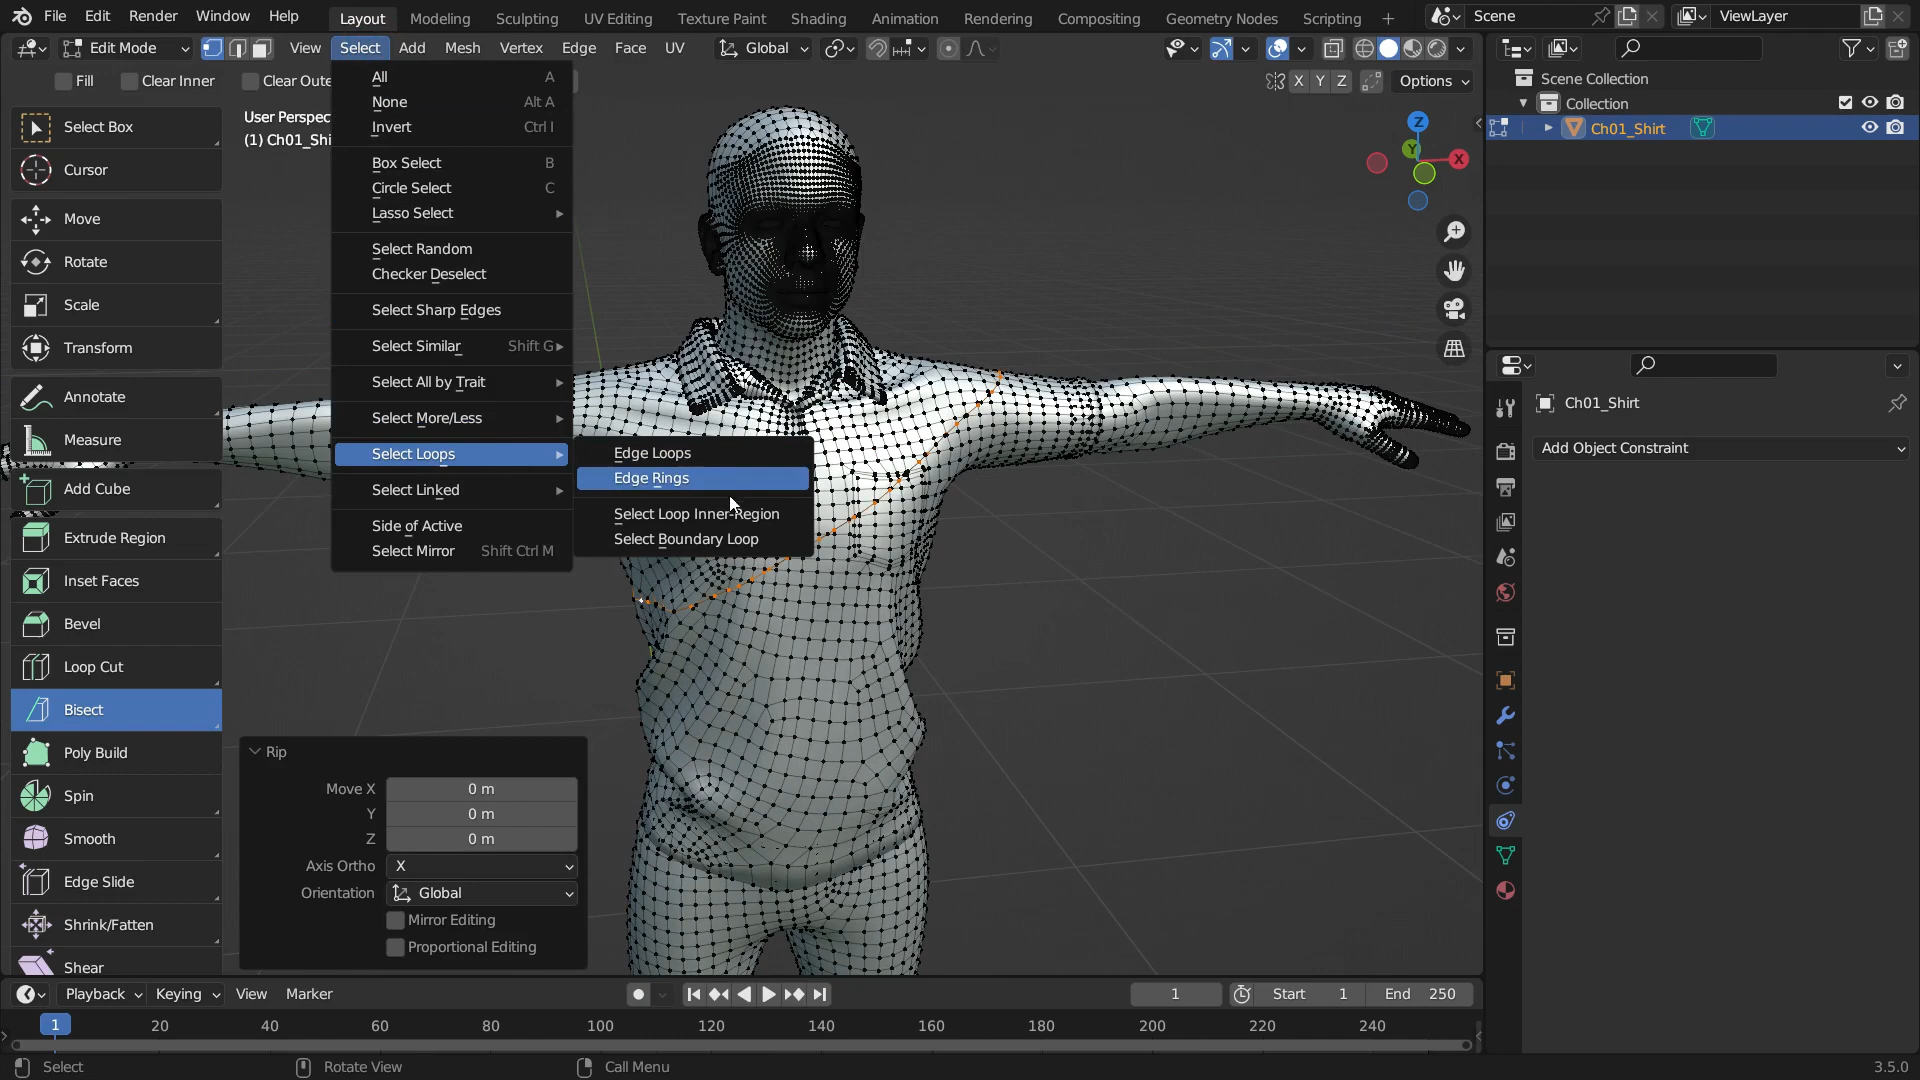 File Edit Render Window Help Layout Modeling Sculpting UV Editing Texture Paint Shading Animation Rendering Compositing Geometry Nodes Scripting + Scene ViewLayer
Edit Mode View Select Add Mesh Vertex Edge Face UV Global
Fill Clear Inner Clear Oute X Y Z Options
User Perspec
(1) Ch01_Shi
Select Box
Cursor
Move
Rotate
Scale
Transform
Annotate
Measure
Add Cube
Extrude Region
Inset Faces
Bevel
Loop Cut
Bisect
Poly Build
Spin
Smooth
Edge Slide
Shrink/Fatten
Shear
All A
None Alt A
Invert Ctrl I
Box Select B
Circle Select C
Lasso Select
Select Random
Checker Deselect
Select Sharp Edges
Select Similar Shift G
Select All by Trait
Select More/Less
Select Loops
Select Linked
Side of Active
Select Mirror Shift Ctrl M
Edge Loops
Edge Rings
Select Loop Inner-Region
Select Boundary Loop
Z
Y
X
Rip
Move X 0 m
Y 0 m
Z 0 m
Axis Ortho X
Orientation Global
Mirror Editing
Proportional Editing
Scene Collection
Collection
Ch01_Shirt
Ch01_Shirt
Add Object Constraint
Playback Keying View Marker 1 Start 1 End 250
1 20 40 60 80 100 120 140 160 180 200 220 240
Select Rotate View Call Menu 3.5.0